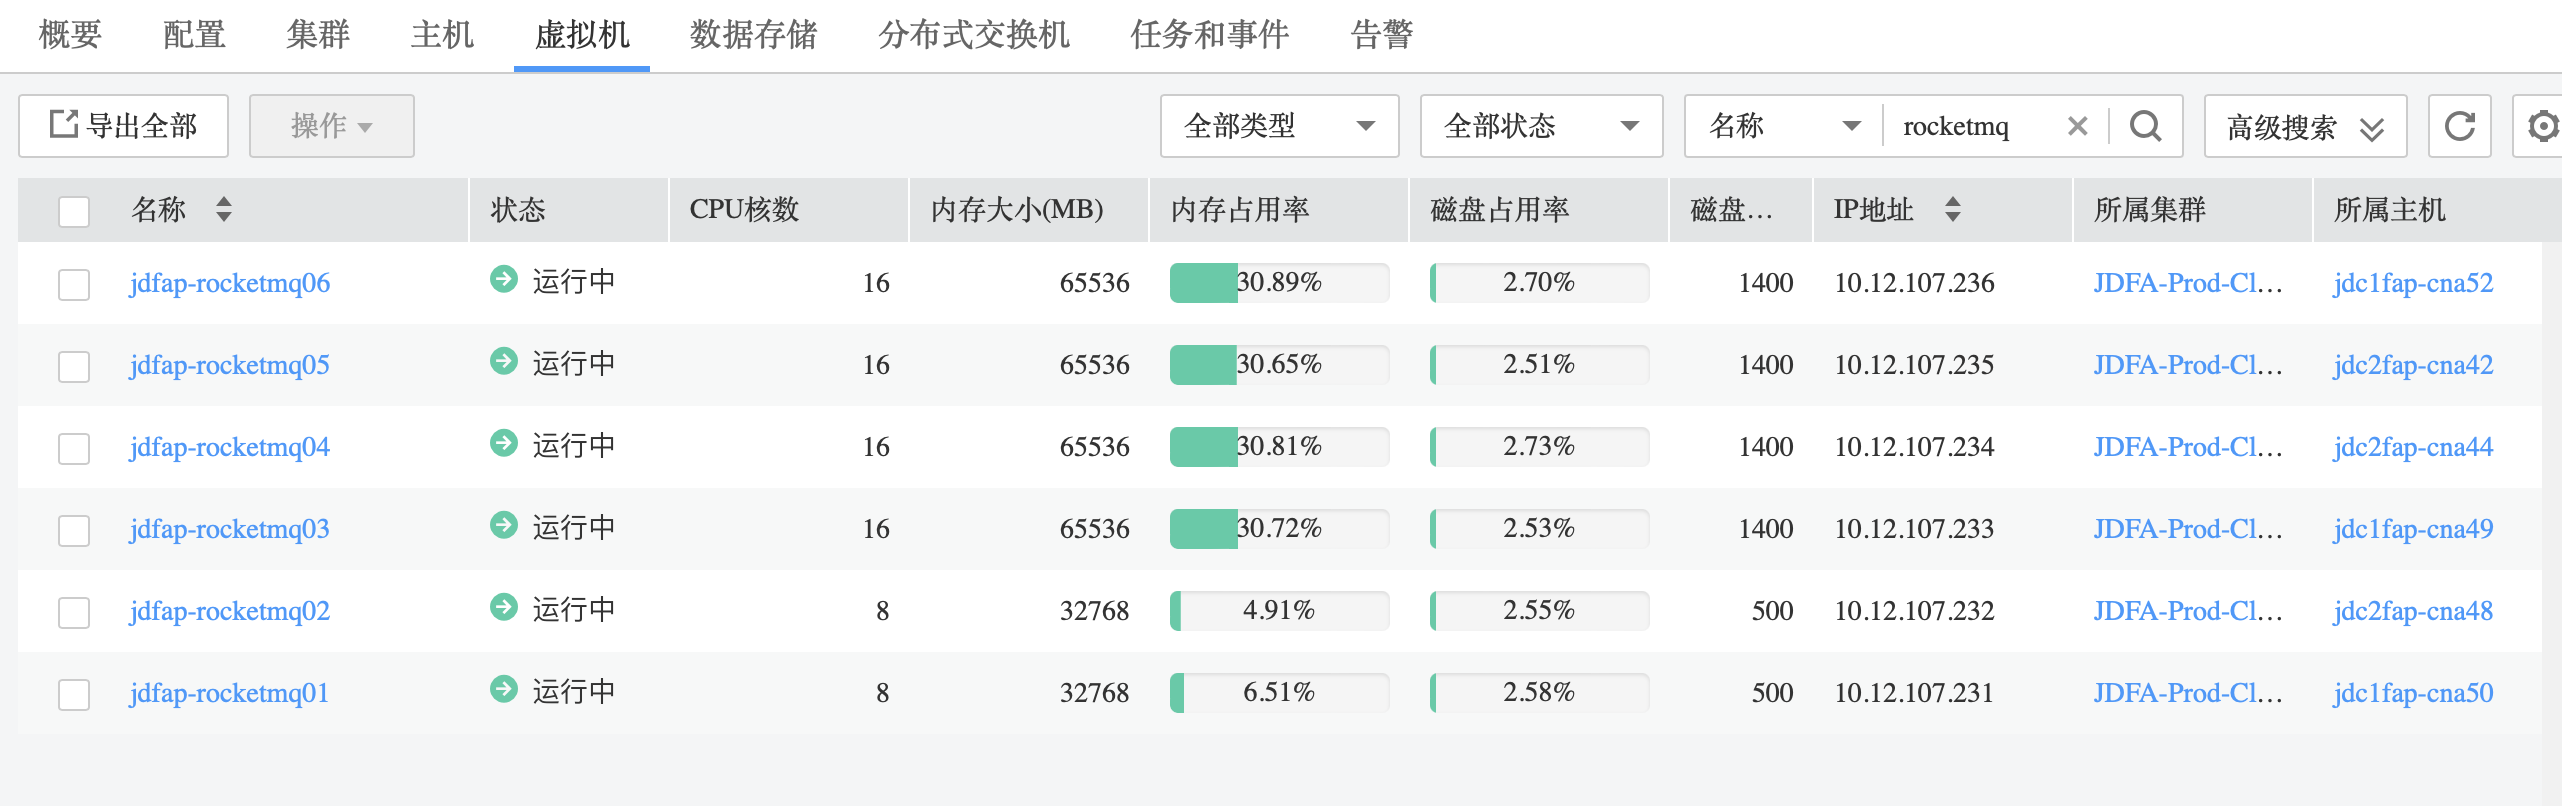 概要 配置 集群 主机 虚拟机 数据存储 分布式交换机 任务和事件 告警
导出全部 操作 全部类型 全部状态 名称 rocketmq 高级搜索
名称 状态 CPU核数 内存大小(MB) 内存占用率 磁盘占用率 磁盘... IP地址 所属集群 所属主机
jdfap-rocketmq06 运行中 16 65536 30.89% 2.70% 1400 10.12.107.236 JDFA-Prod-Cl... jdc1fap-cna52
jdfap-rocketmq05 运行中 16 65536 30.65% 2.51% 1400 10.12.107.235 JDFA-Prod-Cl... jdc2fap-cna42
jdfap-rocketmq04 运行中 16 65536 30.81% 2.73% 1400 10.12.107.234 JDFA-Prod-Cl... jdc2fap-cna44
jdfap-rocketmq03 运行中 16 65536 30.72% 2.53% 1400 10.12.107.233 JDFA-Prod-Cl... jdc1fap-cna49
jdfap-rocketmq02 运行中 8 32768 4.91% 2.55% 500 10.12.107.232 JDFA-Prod-Cl... jdc2fap-cna48
jdfap-rocketmq01 运行中 8 32768 6.51% 2.58% 500 10.12.107.231 JDFA-Prod-Cl... jdc1fap-cna50